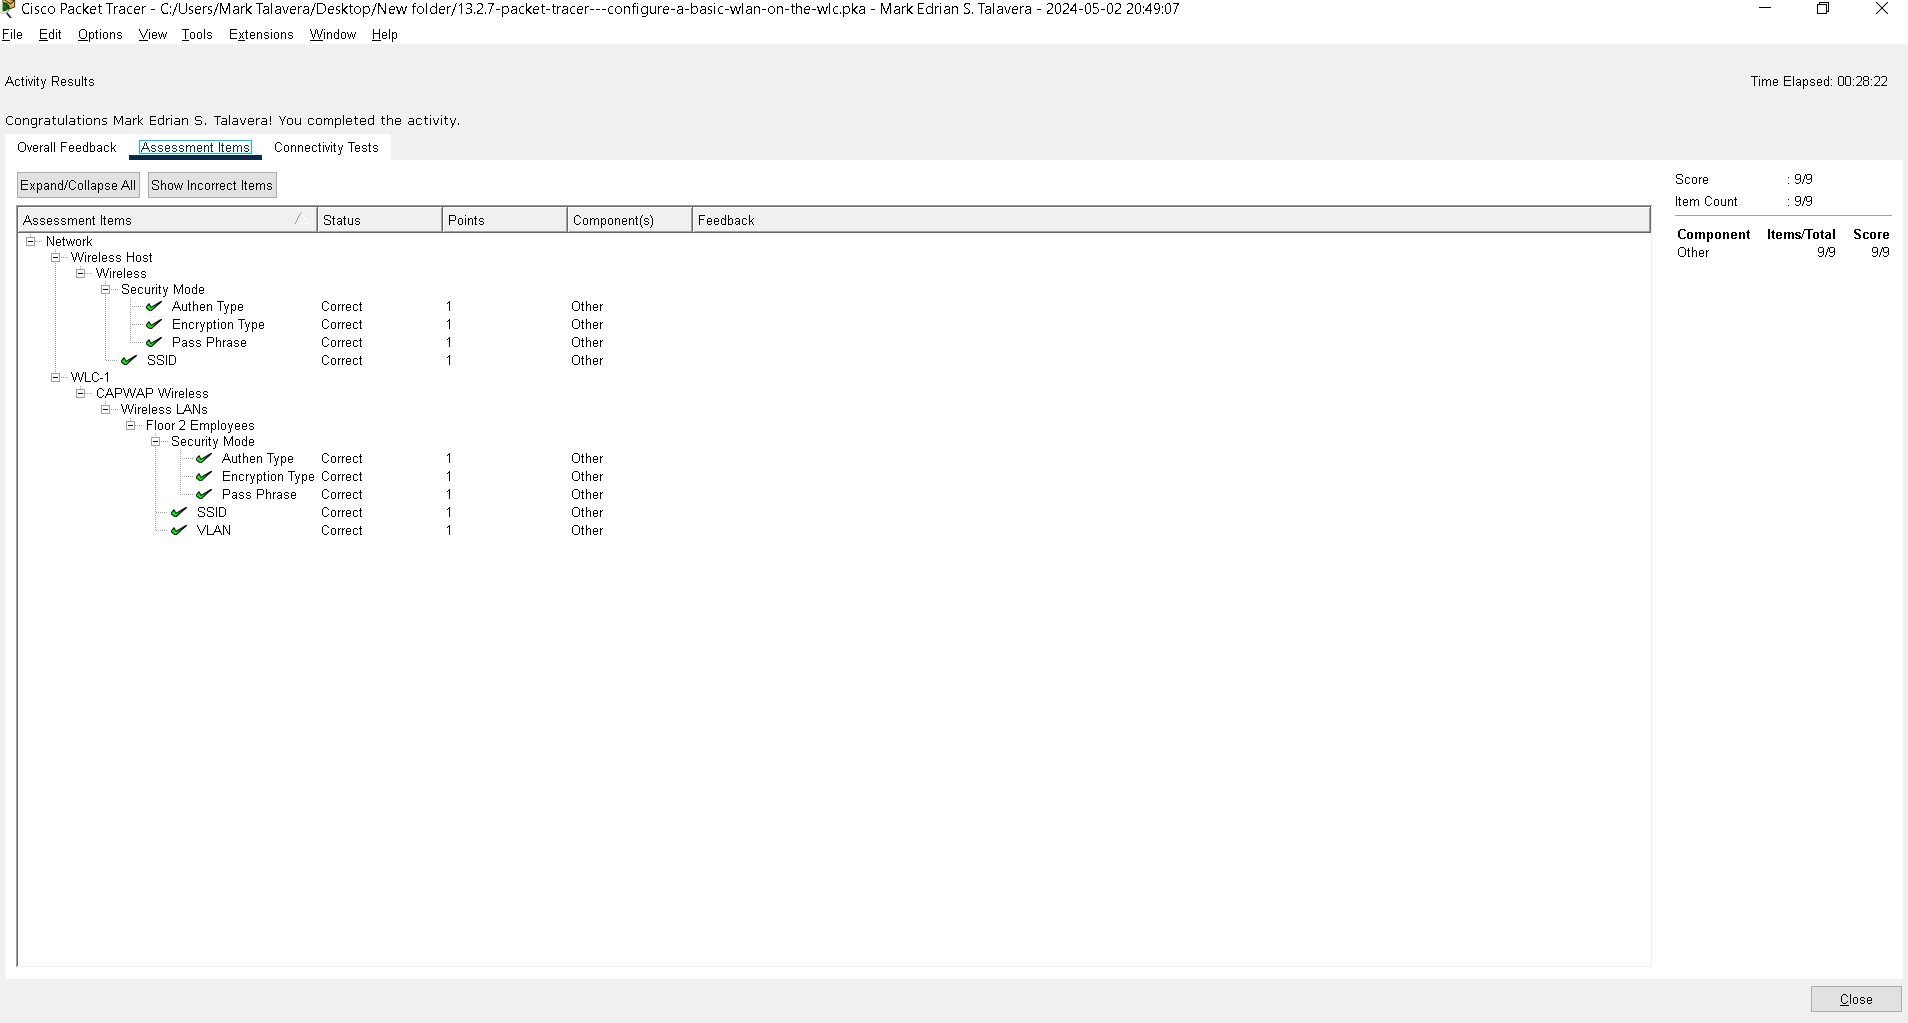 Cisco Packet Tracer - C:/Users/Mark Talavera/Desktop/New folder/13.2.7-packet-tracer---configure-a-basic-wlan-on-the-wlc.pka - Mark Edrian S. Talavera - 2024-05-02 20:49:07
File Edit Options View Tools Extensions Window Help
Activity Results Time Elapsed: 00:28:22
Congratulations Mark Edrian S. Talavera! You completed the activity.
Overall Feedback Assessment Items Connectivity Tests
Expand/Collapse All Show Incorrect Items
Assessment Items Status Points Component(s) Feedback
Network
Wireless Host
Wireless
Security Mode
Authen Type Correct 1 Other
Encryption Type Correct 1 Other
Pass Phrase Correct 1 Other
SSID Correct 1 Other
WLC-1
CAPWAP Wireless
Wireless LANs
Floor 2 Employees
Security Mode
Authen Type Correct 1 Other
Encryption Type Correct 1 Other
Pass Phrase Correct 1 Other
SSID Correct 1 Other
VLAN Correct 1 Other
Score : 9/9
Item Count : 9/9
Component Items/Total Score
Other 9/9 9/9
Close